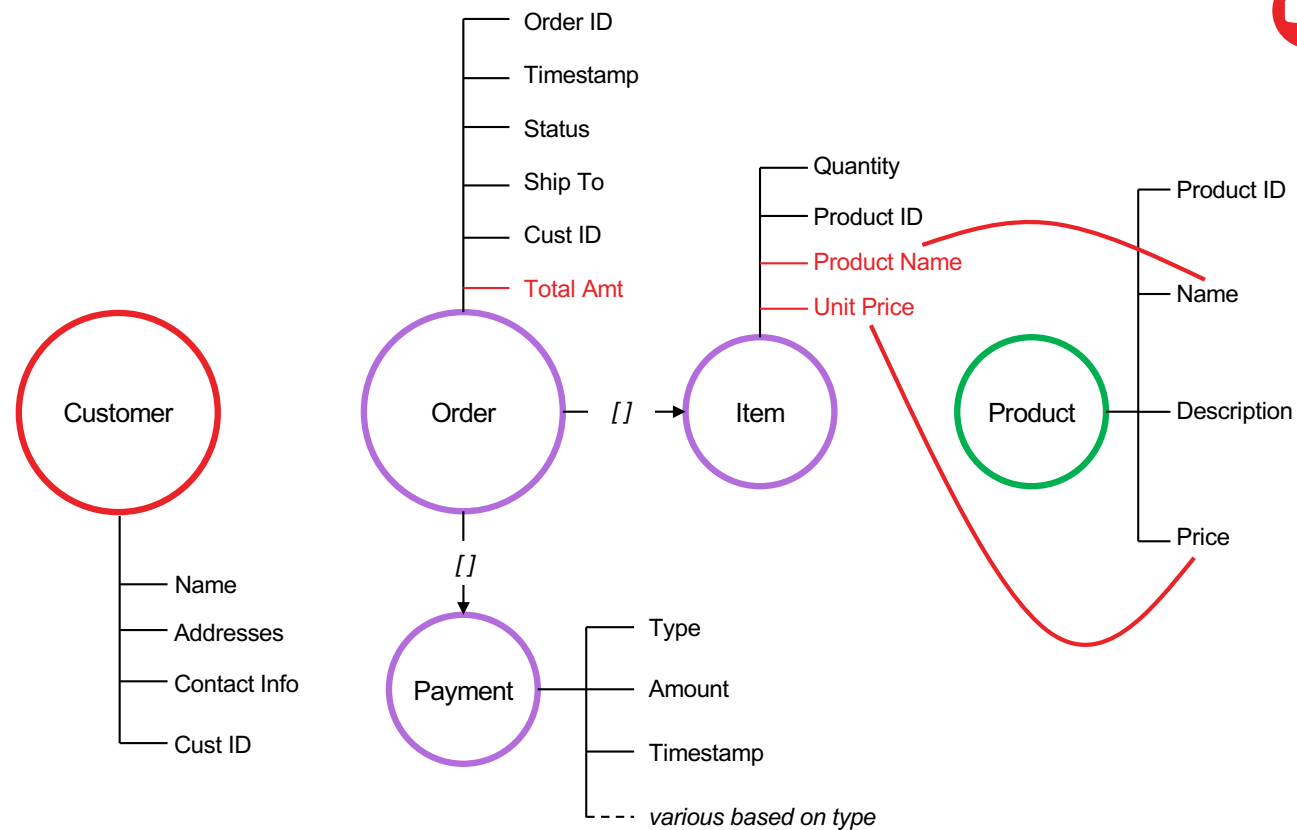 Order ID
Timestamp
Status
Ship To
Cust ID
Total Amt
Quantity
Product ID
Product Name
Unit Price
Product ID
Name
Description
Price
Customer
Order
[ ]
Item
Product
[ ]
Name
Addresses
Contact Info
Cust ID
Payment
Type
Amount
Timestamp
various based on type